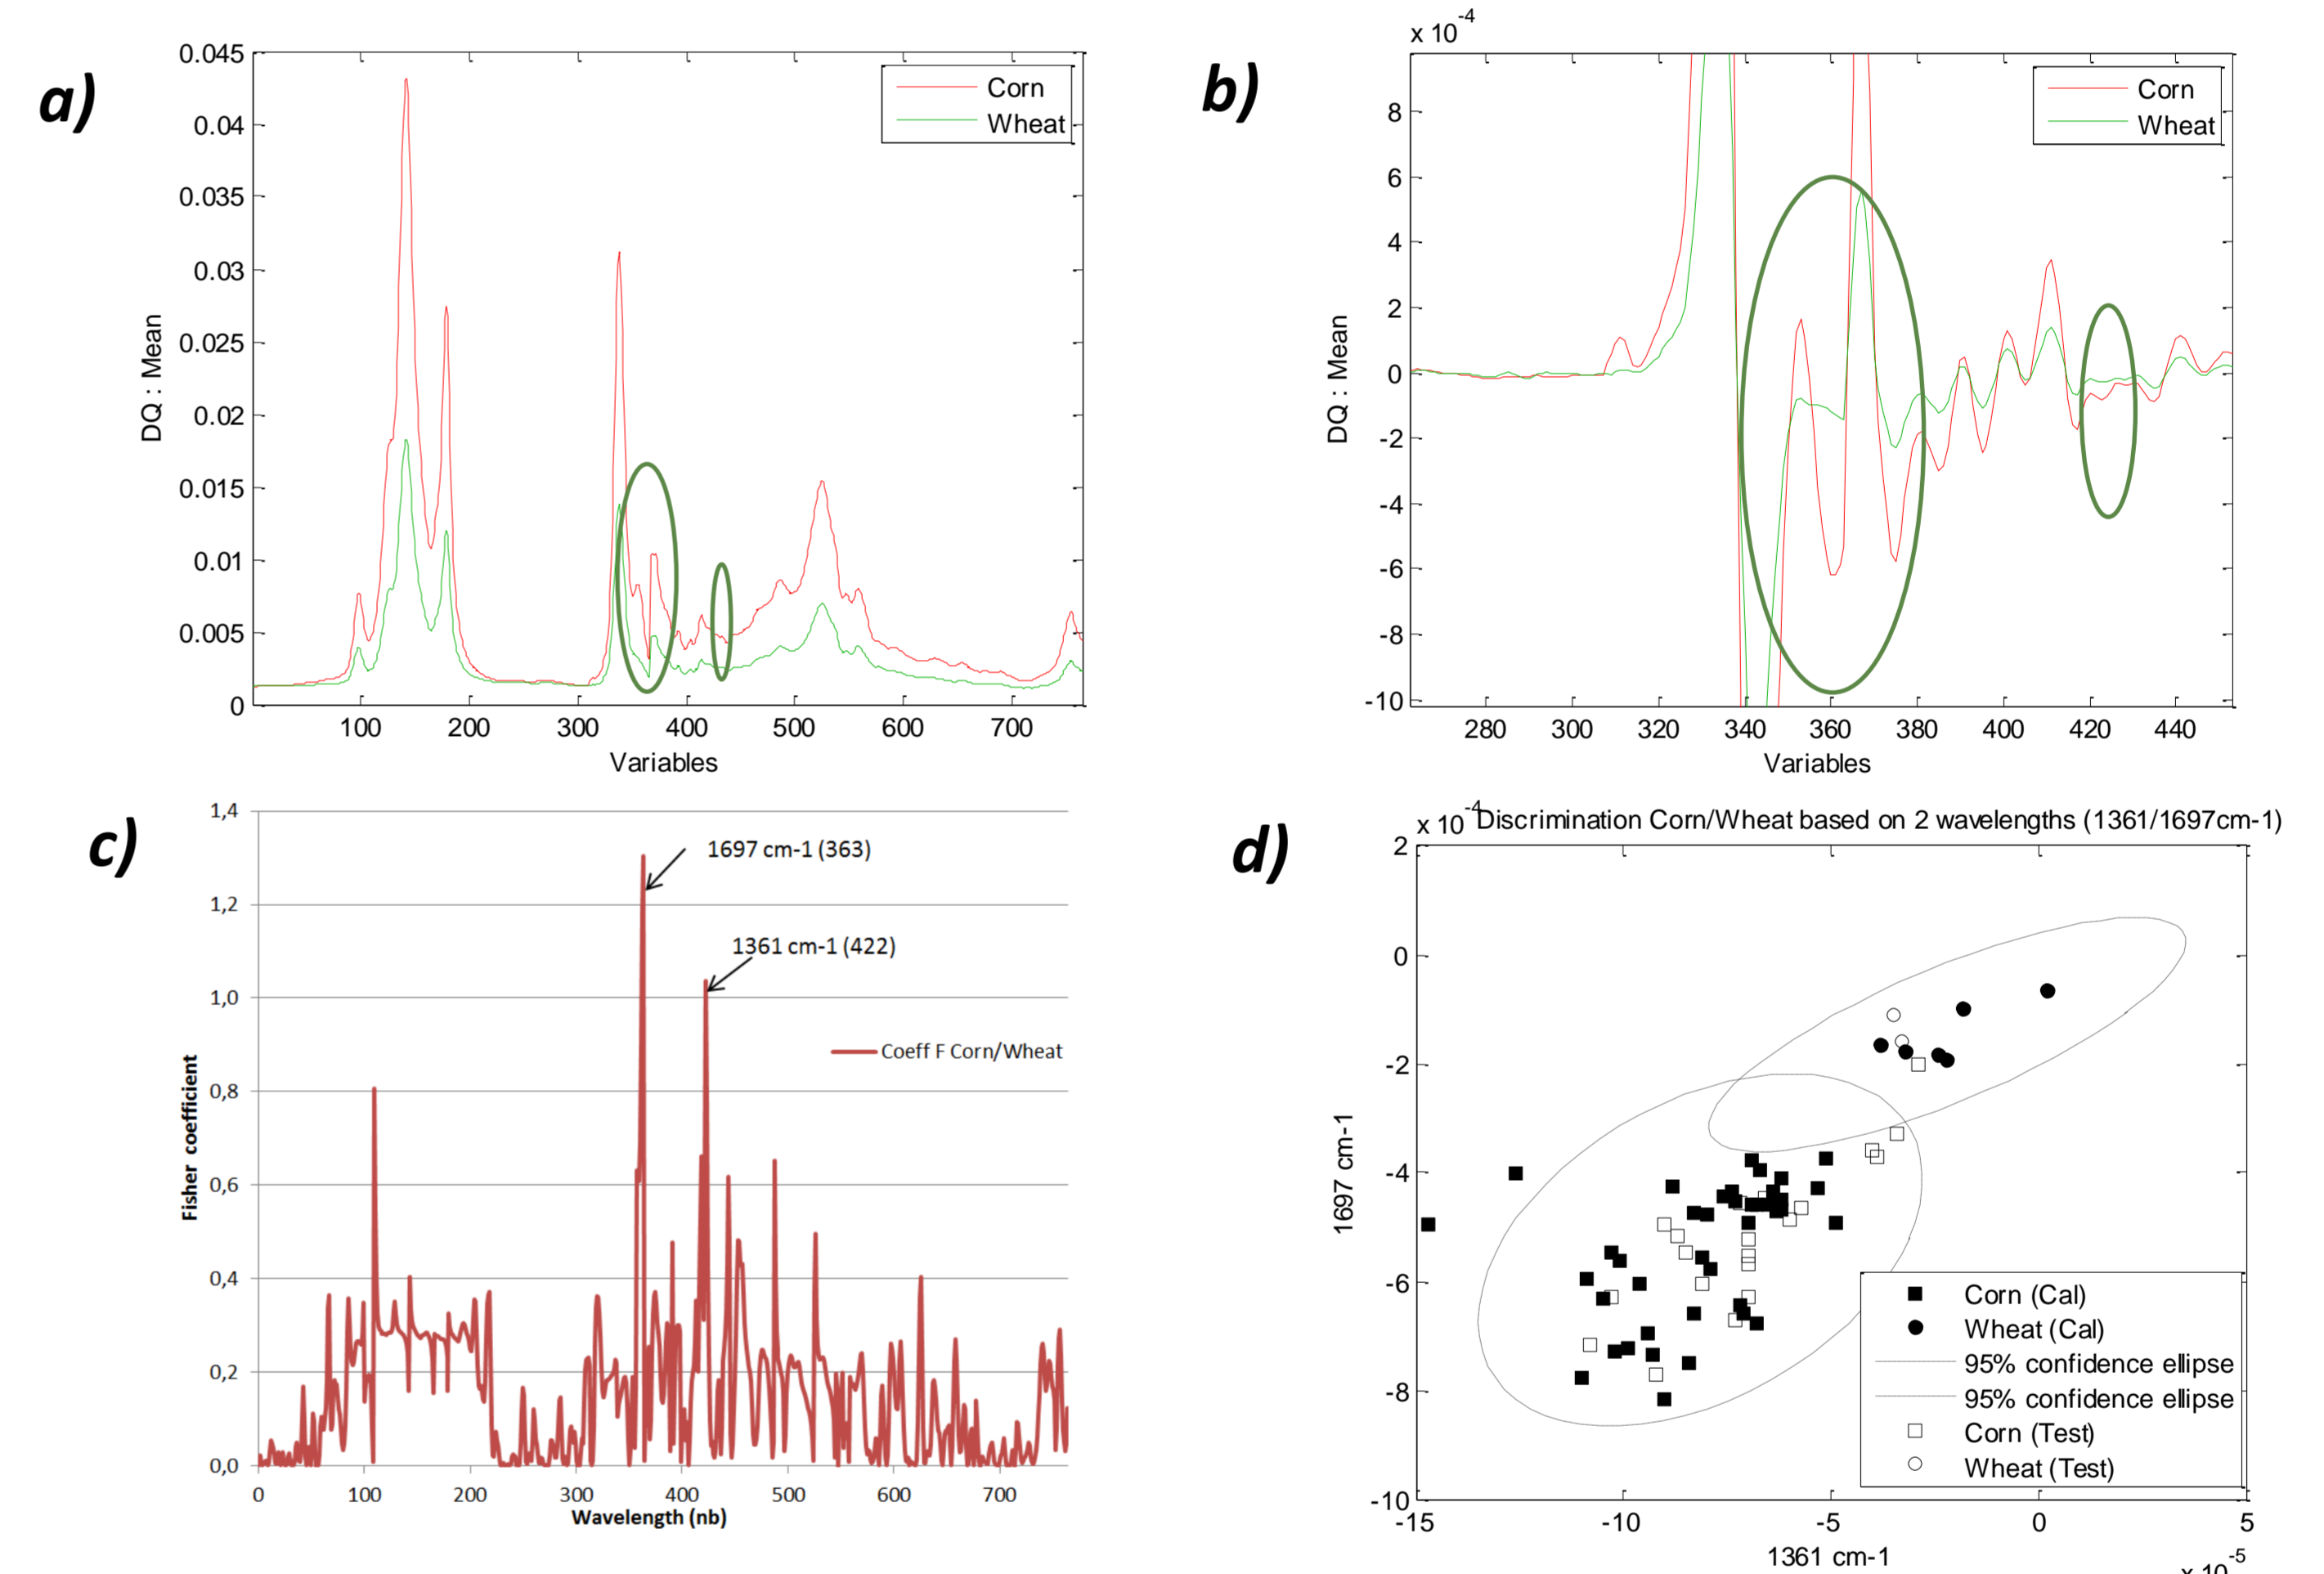 a)
0.045
0.04
0.035
0.03
0.025
0.02
0.015
0.01
0.005
0
DQ : Mean
Corn
Wheat
100 200 300 400 500 600 700
Variables
b)
x 10-4
8
6
4
2
0
-2
-4
-6
-8
-10
DQ : Mean
Corn
Wheat
280 300 320 340 360 380 400 420 440
Variables
c)
1,4
1,2
1,0
0,8
0,6
0,4
0,2
0,0
Fisher coefficient
1697 cm-1 (363)
1361 cm-1 (422)
Coeff F Corn/Wheat
0 100 200 300 400 500 600 700
Wavelength (nb)
d)
x 10-4
Discrimination Corn/Wheat based on 2 wavelengths (1361/1697cm-1)
2
0
-2
-4
-6
-8
-10
1697 cm-1
Corn (Cal)
Wheat (Cal)
95% confidence ellipse
95% confidence ellipse
Corn (Test)
Wheat (Test)
-15 -10 -5 0 5
1361 cm-1
x 10-5